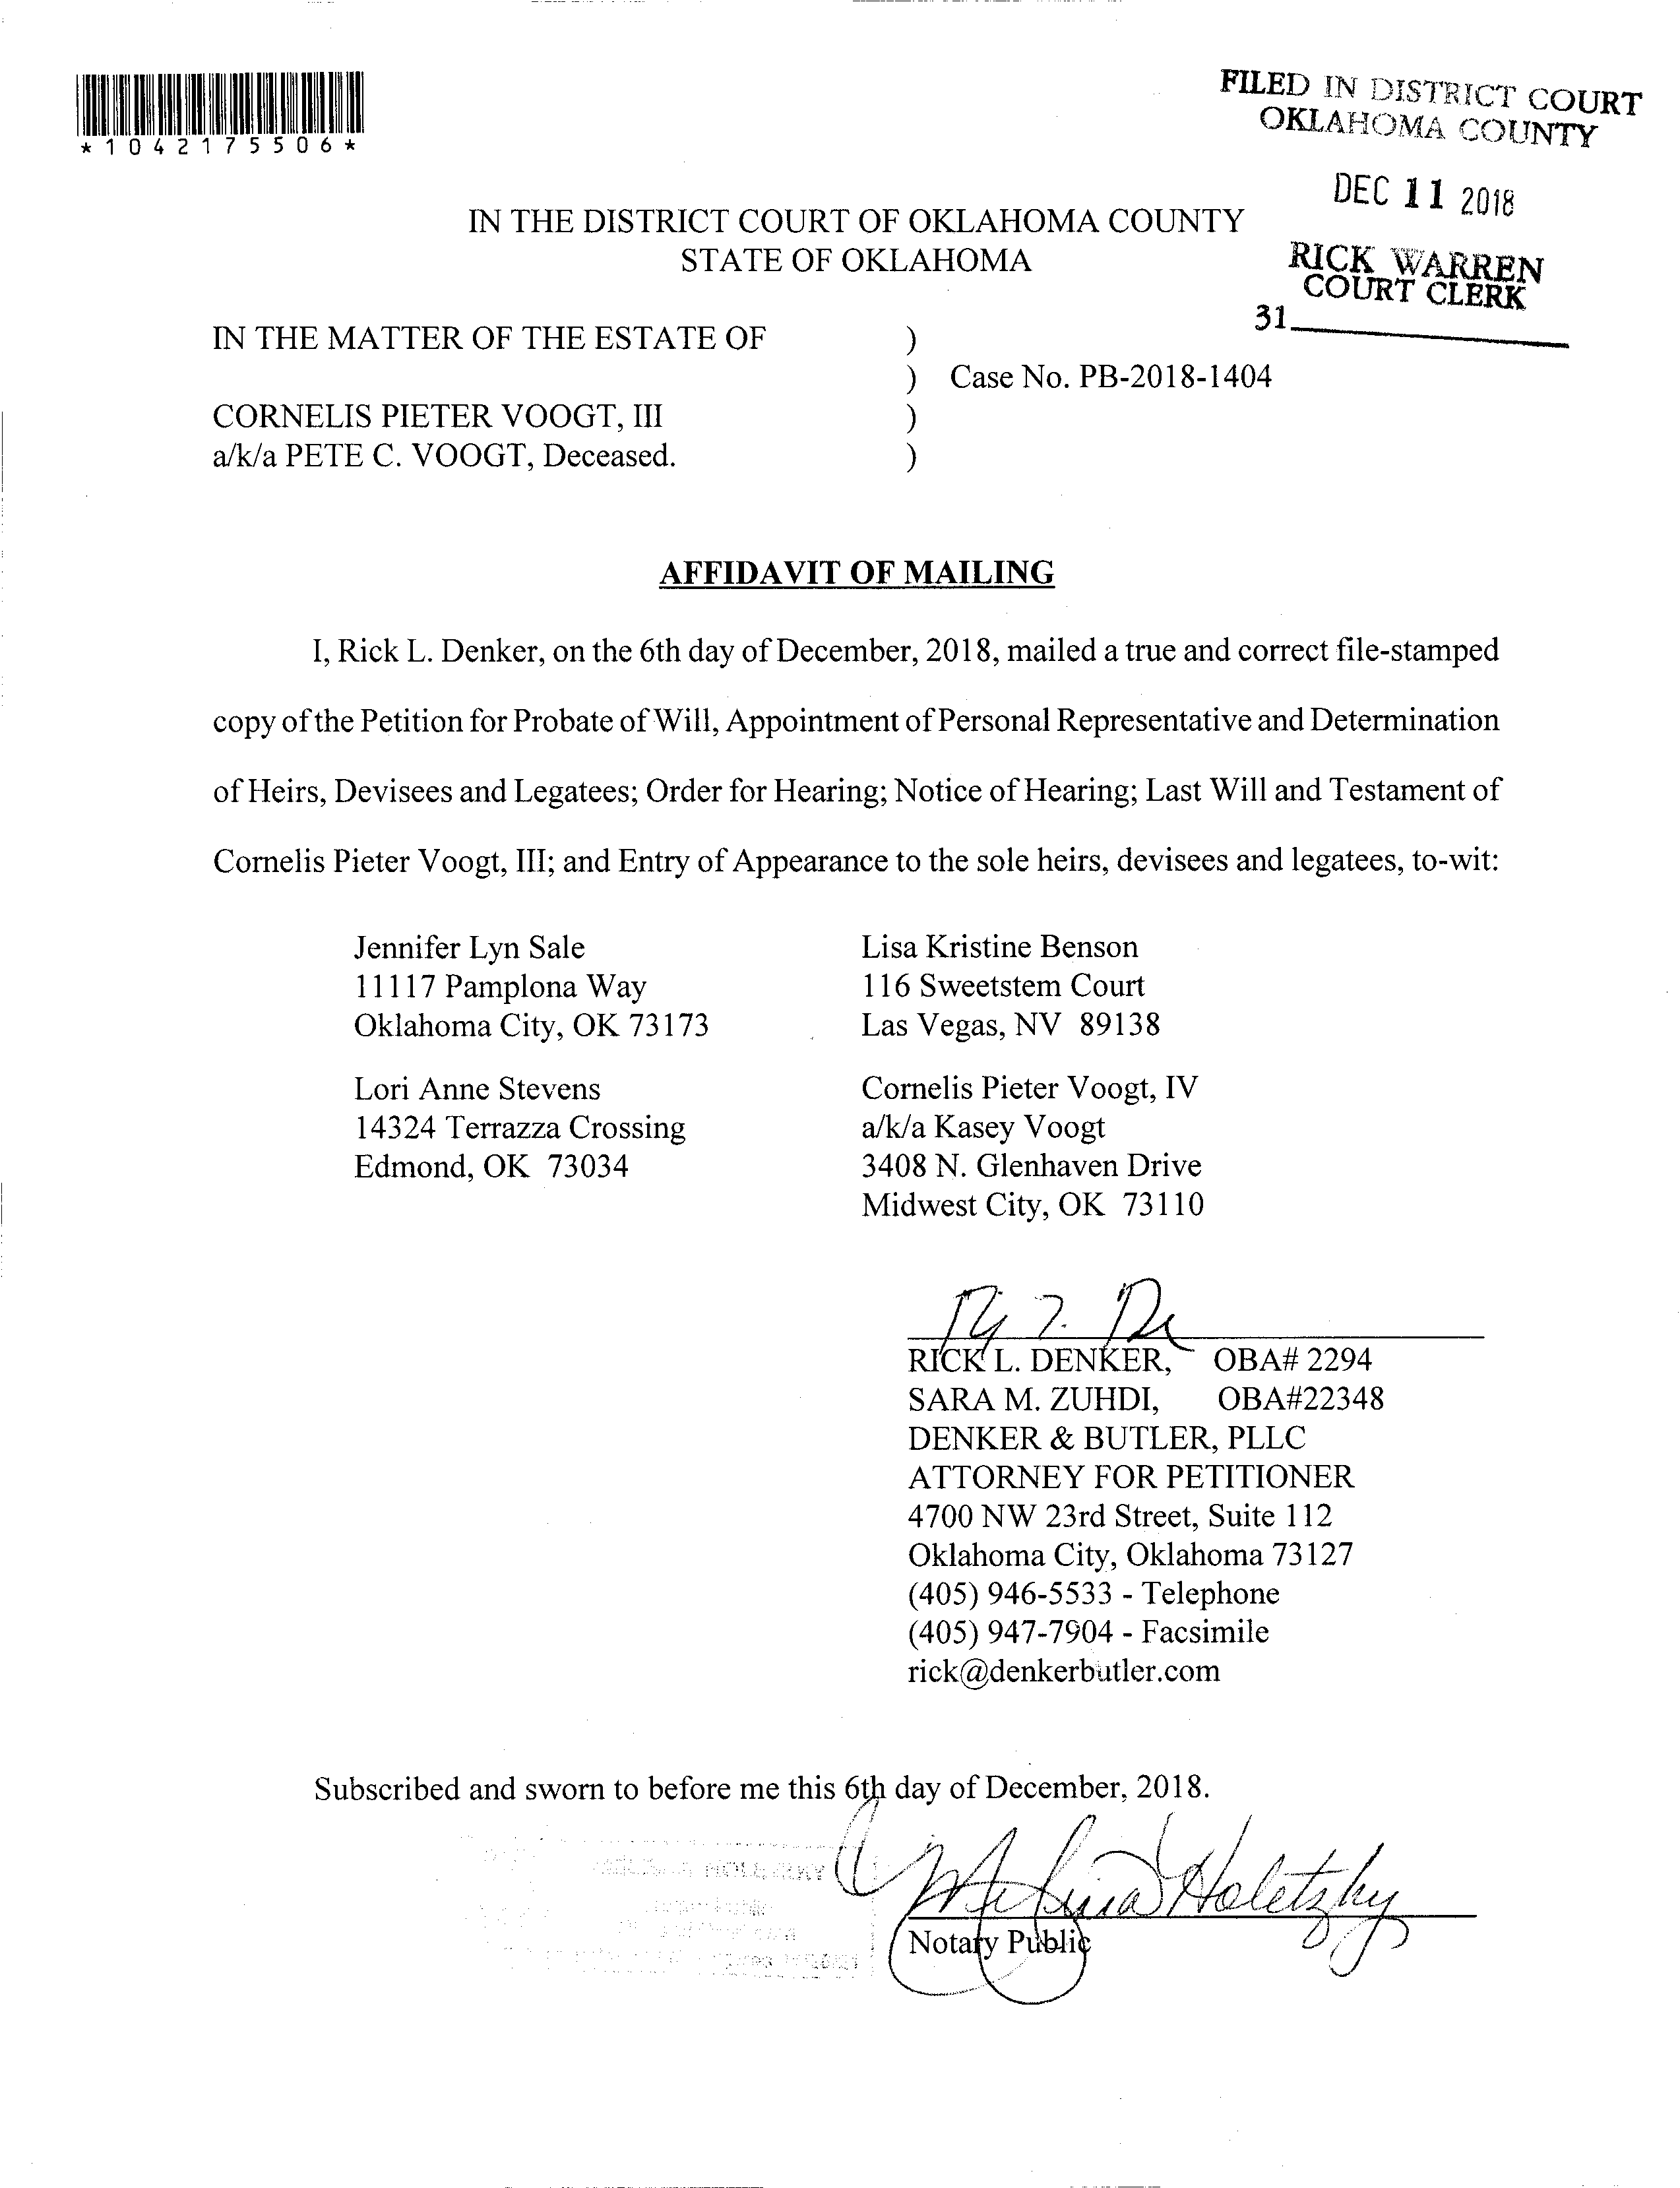 *1042175506*
FILED IN DISTRICT COURT
OKLAHOMA COUNTY
DEC 11 2018
RICK WARREN
COURT CLERK
31
IN THE DISTRICT COURT OF OKLAHOMA COUNTY
STATE OF OKLAHOMA
IN THE MATTER OF THE ESTATE OF )
) Case No. PB-2018-1404
CORNELIS PIETER VOOGT, III )
a/k/a PETE C. VOOGT, Deceased. )
AFFIDAVIT OF MAILING
I, Rick L. Denker, on the 6th day of December, 2018, mailed a true and correct file-stamped
copy of the Petition for Probate of Will, Appointment of Personal Representative and Determination
of Heirs, Devisees and Legatees; Order for Hearing; Notice of Hearing; Last Will and Testament of
Cornelis Pieter Voogt, III; and Entry of Appearance to the sole heirs, devisees and legatees, to-wit:
Jennifer Lyn Sale
11117 Pamplona Way
Oklahoma City, OK 73173
Lisa Kristine Benson
116 Sweetstem Court
Las Vegas, NV 89138
Lori Anne Stevens
14324 Terrazza Crossing
Edmond, OK 73034
Cornelis Pieter Voogt, IV
a/k/a Kasey Voogt
3408 N. Glenhaven Drive
Midwest City, OK 73110
RICK L. DENKER, OBA# 2294
SARA M. ZUHDI, OBA#22348
DENKER & BUTLER, PLLC
ATTORNEY FOR PETITIONER
4700 NW 23rd Street, Suite 112
Oklahoma City, Oklahoma 73127
(405) 946-5533 - Telephone
(405) 947-7904 - Facsimile
rick@denkerbutler.com
Subscribed and sworn to before me this 6th day of December, 2018.
Notary Public